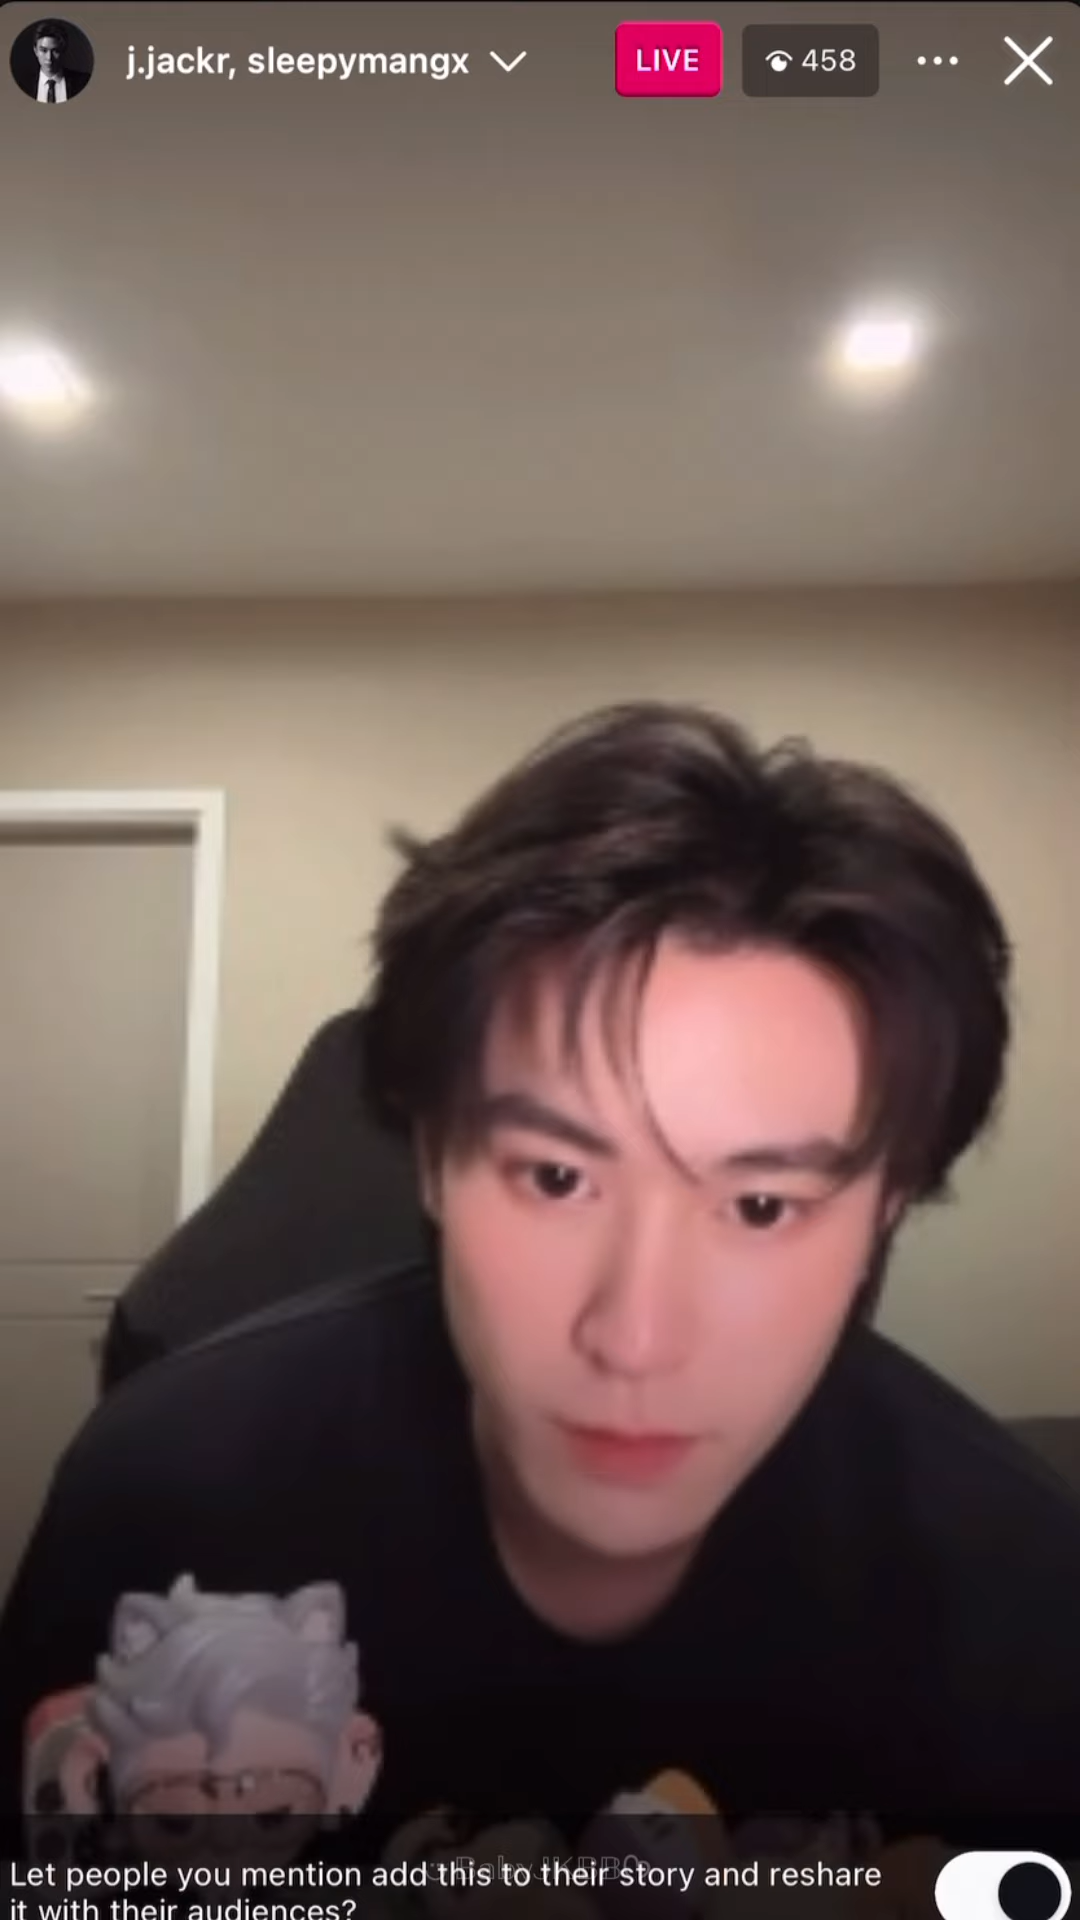 j.jackr, sleepymangx
LIVE
458
Let people you mention add this to their story and reshare
it with their audiences?